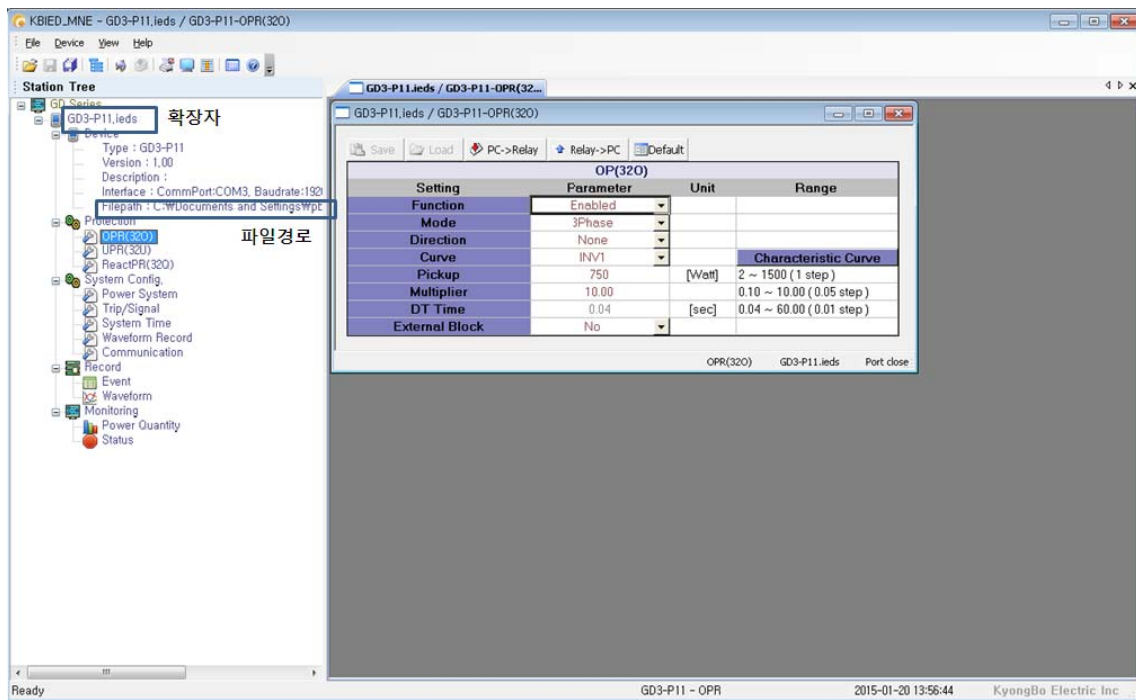 KBIED_MNE - GD3-P11.ieds / GD3-P11-OPR(32O)
File Device View Help
Station Tree
GD Series
GD3-P11.ieds
확장자
Device
Type : GD3-P11
Version : 1.00
Description :
Interface : CommPort:COM3, Baudrate:192
Filepath : C:₩Documents and Settings₩pE
파일경로
Protection
OPR(32O)
UPR(32U)
ReactPR(32Q)
System Config.
Power System
Trip/Signal
System Time
Waveform Record
Communication
Record
Event
Waveform
Monitoring
Power Quantity
Status
GD3-P11.ieds / GD3-P11-OPR(32...
GD3-P11.ieds / GD3-P11-OPR(32O)
Save Load PC->Relay Relay->PC Default
OP(32O)
Setting Parameter Unit Range
Function Enabled
Mode 3Phase
Direction None
Curve INV1 Characteristic Curve
Pickup 750 [Watt] 2 ~ 1500 ( 1 step )
Multiplier 10.00 0.10 ~ 10.00 ( 0.05 step )
DT Time 0.04 [sec] 0.04 ~ 60.00 ( 0.01 step )
External Block No
OPR(32O) GD3-P11.ieds Port close
Ready GD3-P11 - OPR 2015-01-20 13:56:44 KyongBo Electric Inc